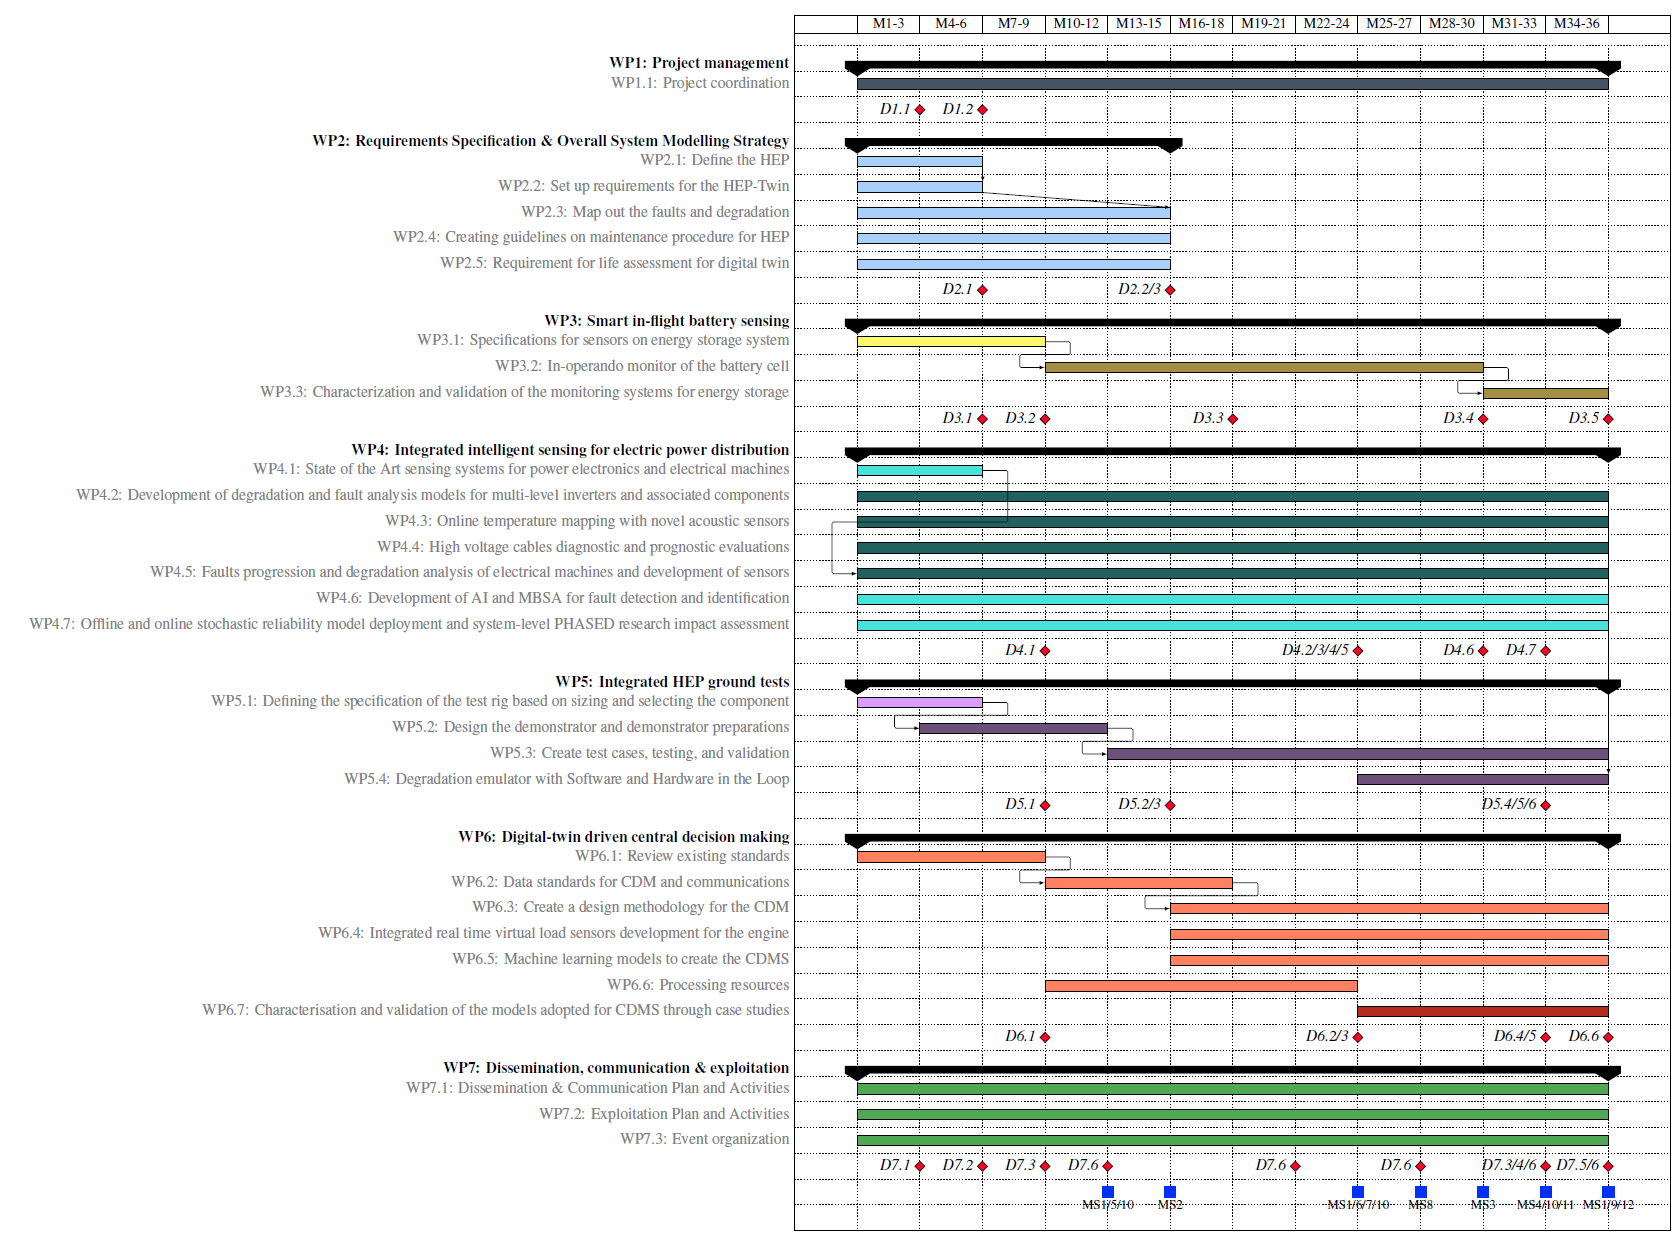 M1-3 M4-6 M7-9 M10-12 M13-15 M16-18 M19-21 M22-24 M25-27 M28-30 M31-33 M34-36
WP1: Project management
WP1.1: Project coordination
D1.1 D1.2
WP2: Requirements Specification & Overall System Modelling Strategy
WP2.1: Define the HEP
WP2.2: Set up requirements for the HEP-Twin
WP2.3: Map out the faults and degradation
WP2.4: Creating guidelines on maintenance procedure for HEP
WP2.5: Requirement for life assessment for digital twin
D2.1 D2.2/3
WP3: Smart in-flight battery sensing
WP3.1: Specifications for sensors on energy storage system
WP3.2: In-operando monitor of the battery cell
WP3.3: Characterization and validation of the monitoring systems for energy storage
D3.1 D3.2 D3.3 D3.4 D3.5
WP4: Integrated intelligent sensing for electric power distribution
WP4.1: State of the Art sensing systems for power electronics and electrical machines
WP4.2: Development of degradation and fault analysis models for multi-level inverters and associated components
WP4.3: Online temperature mapping with novel acoustic sensors
WP4.4: High voltage cables diagnostic and prognostic evaluations
WP4.5: Faults progression and degradation analysis of electrical machines and development of sensors
WP4.6: Development of AI and MBSA for fault detection and identification
WP4.7: Offline and online stochastic reliability model deployment and system-level PHASED research impact assessment
D4.1 D4.2/3/4/5 D4.6 D4.7
WP5: Integrated HEP ground tests
WP5.1: Defining the specification of the test rig based on sizing and selecting the component
WP5.2: Design the demonstrator and demonstrator preparations
WP5.3: Create test cases, testing, and validation
WP5.4: Degradation emulator with Software and Hardware in the Loop
D5.1 D5.2/3 D5.4/5/6
WP6: Digital-twin driven central decision making
WP6.1: Review existing standards
WP6.2: Data standards for CDM and communications
WP6.3: Create a design methodology for the CDM
WP6.4: Integrated real time virtual load sensors development for the engine
WP6.5: Machine learning models to create the CDMS
WP6.6: Processing resources
WP6.7: Characterisation and validation of the models adopted for CDMS through case studies
D6.1 D6.2/3 D6.4/5 D6.6
WP7: Dissemination, communication & exploitation
WP7.1: Dissemination & Communication Plan and Activities
WP7.2: Exploitation Plan and Activities
WP7.3: Event organization
D7.1 D7.2 D7.3 D7.6 D7.6 D7.6 D7.3/4/6 D7.5/6
MS1/5/10 MS2 MS1/6/7/10 MS8 MS3 MS4/10/11 MS1/9/12